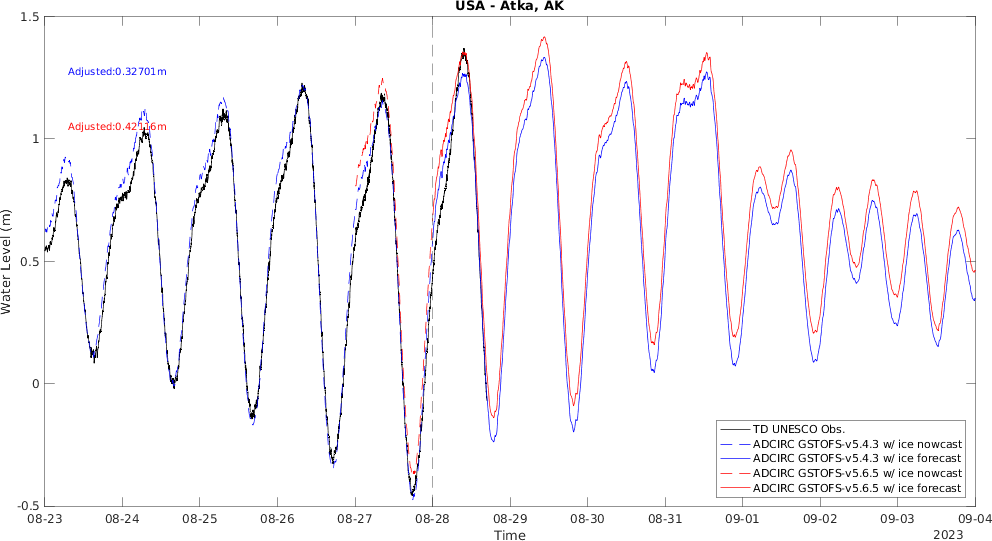 USA - Atka, AK
1.5
Adjusted:0.32701m
Adjusted:0.42116m
1
0.5
0
-0.5
Water Level (m)
TD UNESCO Obs.
ADCIRC GSTOFS-v5.4.3 w/ ice nowcast
ADCIRC GSTOFS-v5.4.3 w/ ice forecast
ADCIRC GSTOFS-v5.6.5 w/ ice nowcast
ADCIRC GSTOFS-v5.6.5 w/ ice forecast
08-23 08-24 08-25 08-26 08-27 08-28 08-29 08-30 08-31 09-01 09-02 09-03 09-04
Time
2023